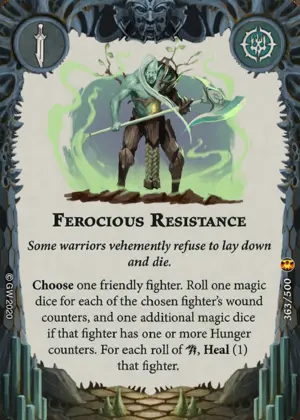 FEROCIOUS RESISTANCE
Some warriors vehemently refuse to lay down
and die.
Choose one friendly fighter. Roll one magic
dice for each of the chosen fighter's wound
counters, and one additional magic dice
if that fighter has one or more Hunger
counters. For each roll of , Heal (1)
that fighter.
© GW 2020
363/500